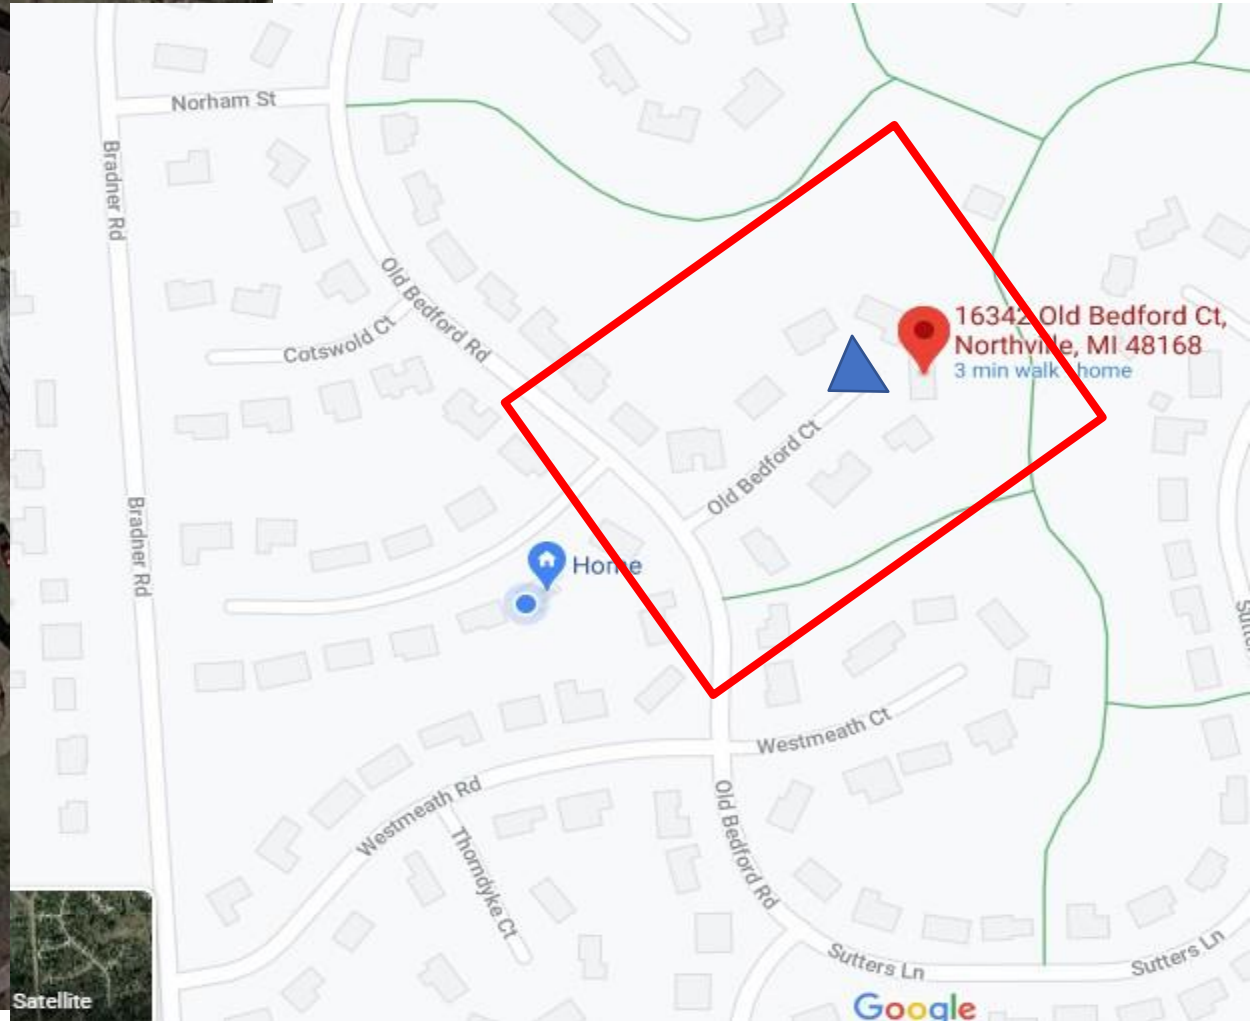 Norham St
Bradner Rd
Old Bedford Rd
Cotswold Ct
16342 Old Bedford Ct,
Northville, MI 48168
3 min walk home
Old Bedford Ct
Bradner Rd
Home
Westmeath Ct
Westmeath Rd
Old Bedford Rd
Thorndyke Ct
Sutters Ln
Sutters Ln
Satellite
Google